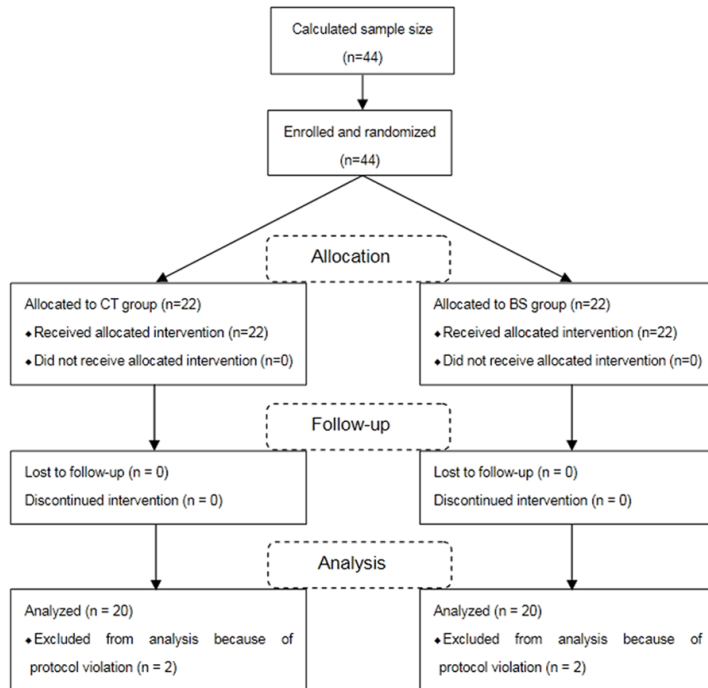 Calculated sample size
(n=44)
Enrolled and randomized
(n=44)
Allocation
Allocated to CT group (n=22)
⬥Received allocated intervention (n=22)
⬥Did not receive allocated intervention (n=0)
Allocated to BS group (n=22)
⬥Received allocated intervention (n=22)
⬥Did not receive allocated intervention (n=0)
Follow-up
Lost to follow-up (n = 0)
Discontinued intervention (n = 0)
Lost to follow-up (n = 0)
Discontinued intervention (n = 0)
Analysis
Analyzed (n = 20)
⬥Excluded from analysis because of
protocol violation (n = 2)
Analyzed (n = 20)
⬥Excluded from analysis because of
protocol violation (n = 2)